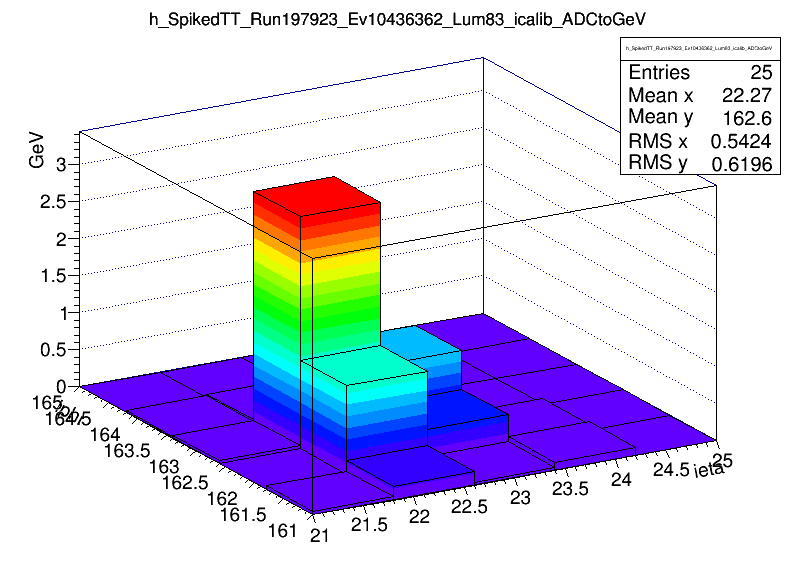 h_SpikedTT_Run197923_Ev10436362_Lum83_icalib_ADCtoGeV
h_SpikedTT_Run197923_Ev10436362_Lum83_icalib_ADCtoGeV
Entries 25
Mean x 22.27
Mean y 162.6
RMS x 0.5424
RMS y 0.6196
GeV
3
2.5
2
1.5
1
0.5
0
165
164.5
164
163.5
163
162.5
162
161.5
161
21
21.5
22
22.5
23
23.5
24
24.5
25
ieta